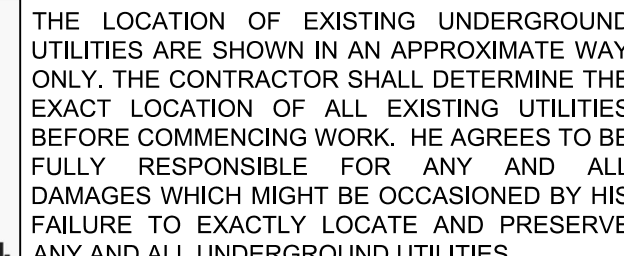 THE LOCATION OF EXISTING UNDERGROUND
UTILITIES ARE SHOWN IN AN APPROXIMATE WAY
ONLY. THE CONTRACTOR SHALL DETERMINE THE
EXACT LOCATION OF ALL EXISTING UTILITIES
BEFORE COMMENCING WORK. HE AGREES TO BE
FULLY RESPONSIBLE FOR ANY AND ALL
DAMAGES WHICH MIGHT BE OCCASIONED BY HIS
FAILURE TO EXACTLY LOCATE AND PRESERVE
ANY AND ALL UNDERGROUND UTILITIES.